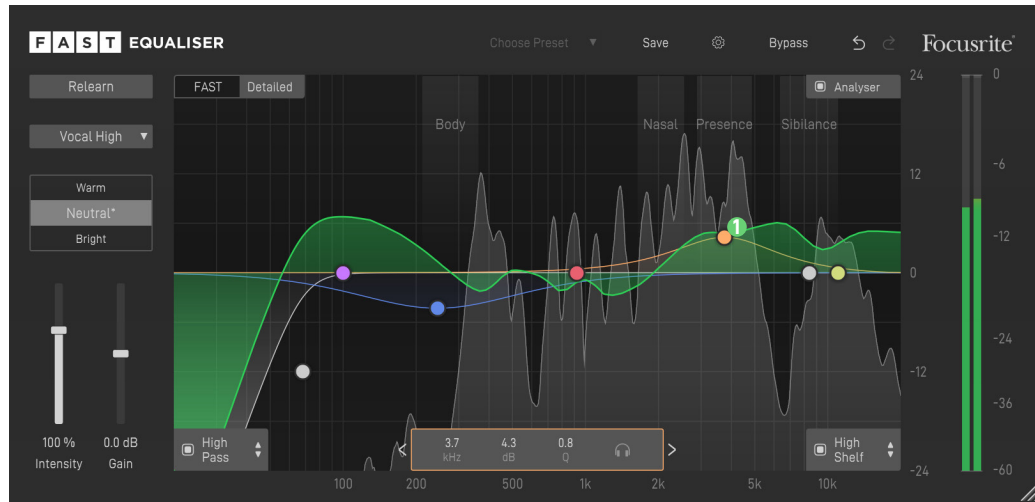 FAST EQUALISER
Choose Preset
Save
Bypass
Focusrite®
Relearn
FAST Detailed
Analyser
24
0
Vocal High
Body
Nasal
Presence
Sibilance
-6
Warm
Neutral*
Bright
12
-12
1
0
-24
-12
-36
100 %
0.0 dB
Intensity
Gain
High
Pass
3.7
kHz
4.3
dB
0.8
Q
High
Shelf
-24
-60
100
200
500
1k
2k
5k
10k